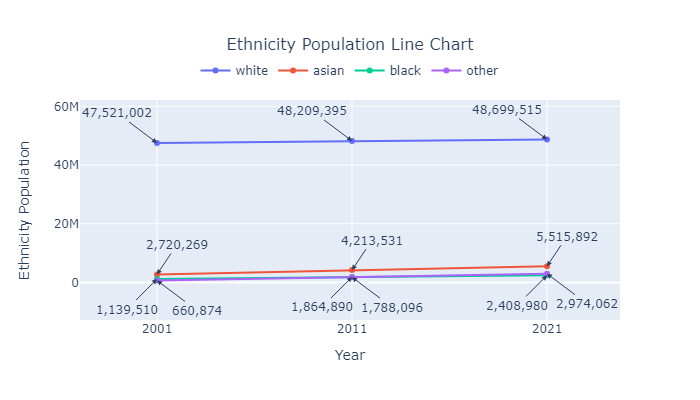 Ethnicity Population Line Chart
white asian black other
60M
47,521,002 48,209,395 48,699,515
40M
20M
2,720,269 4,213,531 5,515,892
0
1,139,510 660,874 1,864,890 1,788,096 2,408,980 2,974,062
2001 2011 2021
Year
Ethnicity Population